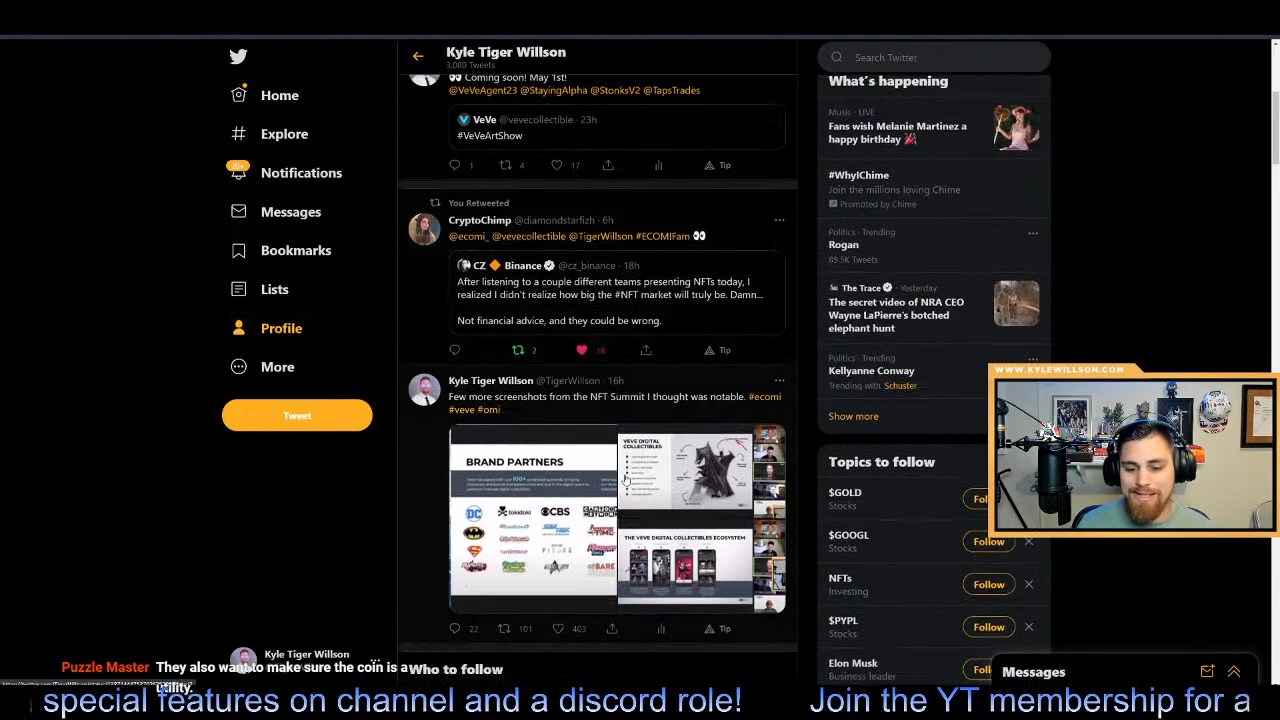 Home
Explore
20+
Notifications
Messages
Bookmarks
Lists
Profile
More
Tweet
Kyle Tiger Willson
@TigerWillson
Kyle Tiger Willson
3,080 Tweets
👀 Coming soon! May 1st!
@VeVeAgent23 @StayingAlpha @StonksV2 @TapsTrades
VeVe @vevecollectible · 23h
#VeVeArtShow
1
4
17
Tip
You Retweeted
CryptoChimp @diamondstarfizh · 6h
@ecomi_ @vevecollectible @TigerWillson #ECOMIFam 👀
CZ 🔶 Binance @cz_binance · 18h
After listening to a couple different teams presenting NFTs today, I
realized I didn't realize how big the #NFT market will truly be. Damn...
Not financial advice, and they could be wrong.
2
18
Tip
Kyle Tiger Willson @TigerWillson · 16h
Few more screenshots from the NFT Summit I thought was notable. #ecomi
#veve #omi
BRAND PARTNERS
100+
DC
tokidoki
CBS
PICARD
BARE
VEVE DIGITAL
COLLECTIBLES
THE VEVE DIGITAL COLLECTIBLES ECOSYSTEM
22
101
403
Tip
Who to follow
Search Twitter
What's happening
Music · LIVE
Fans wish Melanie Martinez a
happy birthday 🎉
#WhyIChime
Join the millions loving Chime
Promoted by Chime
Politics · Trending
Rogan
89.5K Tweets
The Trace · Yesterday
The secret video of NRA CEO
Wayne LaPierre's botched
elephant hunt
Politics · Trending
Kellyanne Conway
Trending with Schuster
Show more
Topics to follow
$GOLD
Stocks
Fol
$GOOGL
Stocks
Follow
NFTs
Investing
Follow
$PYPL
Stocks
Follow
Elon Musk
Business leader
Fol
Messages
WWW.KYLEWILLSON.COM
Puzzle Master They also want to make sure the coin is a
utility.
special features on channel and a discord role! Join the YT membership for a